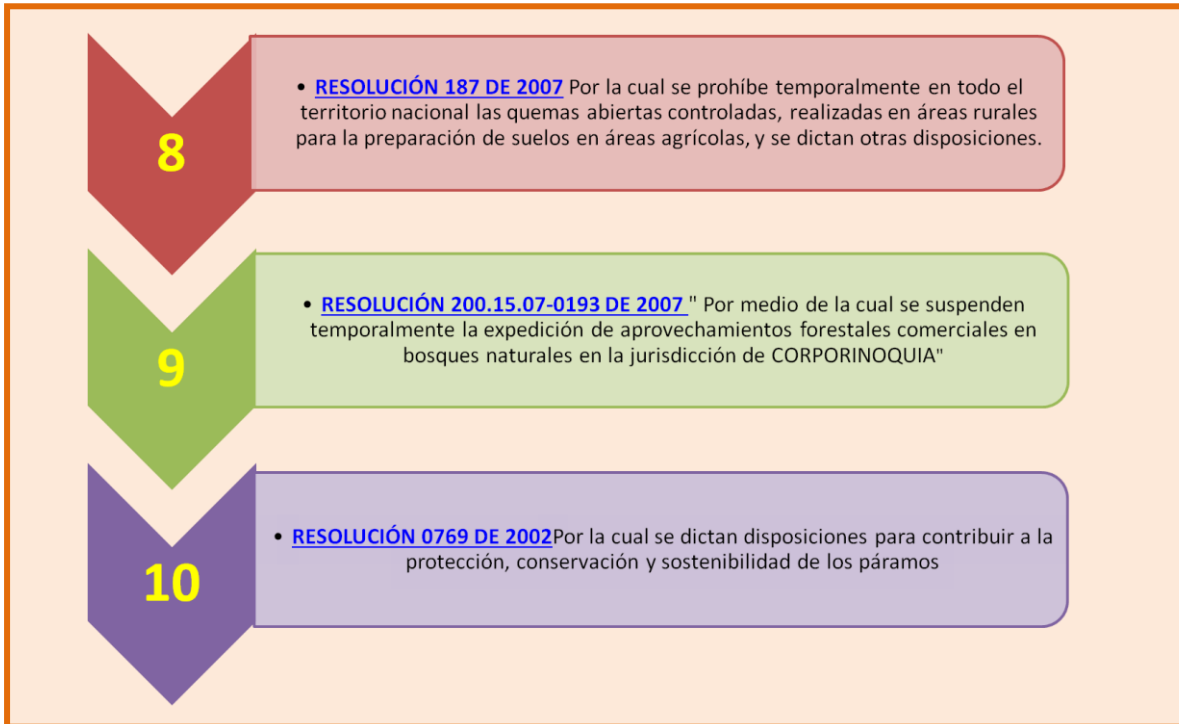 8
• RESOLUCIÓN 187 DE 2007 Por la cual se prohíbe temporalmente en todo el
territorio nacional las quemas abiertas controladas, realizadas en áreas rurales
para la preparación de suelos en áreas agrícolas, y se dictan otras disposiciones.
9
• RESOLUCIÓN 200.15.07-0193 DE 2007 " Por medio de la cual se suspenden
temporalmente la expedición de aprovechamientos forestales comerciales en
bosques naturales en la jurisdicción de CORPORINOQUIA"
10
• RESOLUCIÓN 0769 DE 2002Por la cual se dictan disposiciones para contribuir a la
protección, conservación y sostenibilidad de los páramos